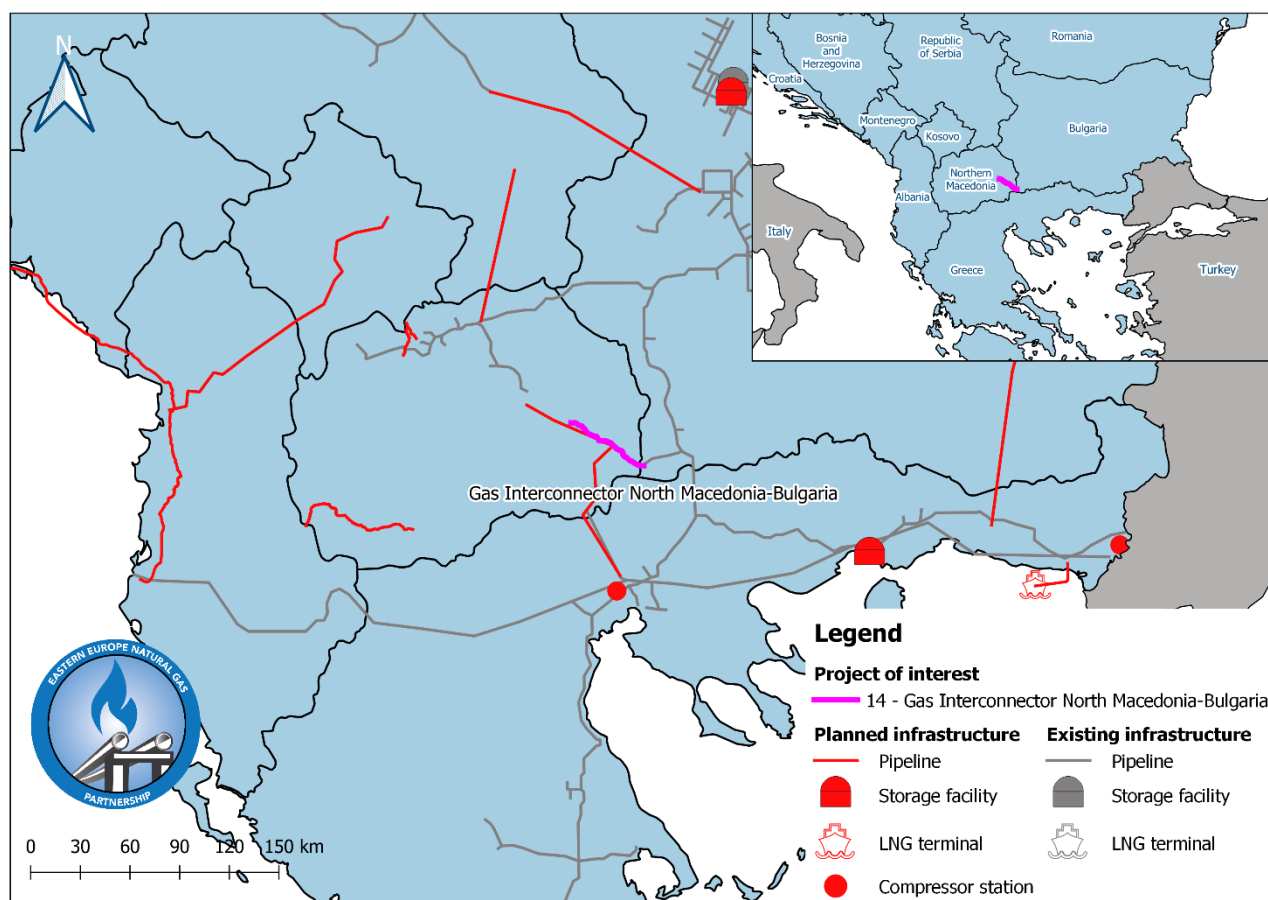 N
Bosnia
and
Herzegovina
Republic
of Serbia
Romania
Croatia
Montenegro
Kosovo
Bulgaria
Northern
Macedonia
Albania
Italy
Greece
Turkey
Gas Interconnector North Macedonia-Bulgaria
EASTERN EUROPE NATURAL GAS
PARTNERSHIP
0 30 60 90 120 150 km
Legend
Project of interest
14 - Gas Interconnector North Macedonia-Bulgaria
Planned infrastructure
Pipeline
Storage facility
LNG terminal
Compressor station
Existing infrastructure
Pipeline
Storage facility
LNG terminal